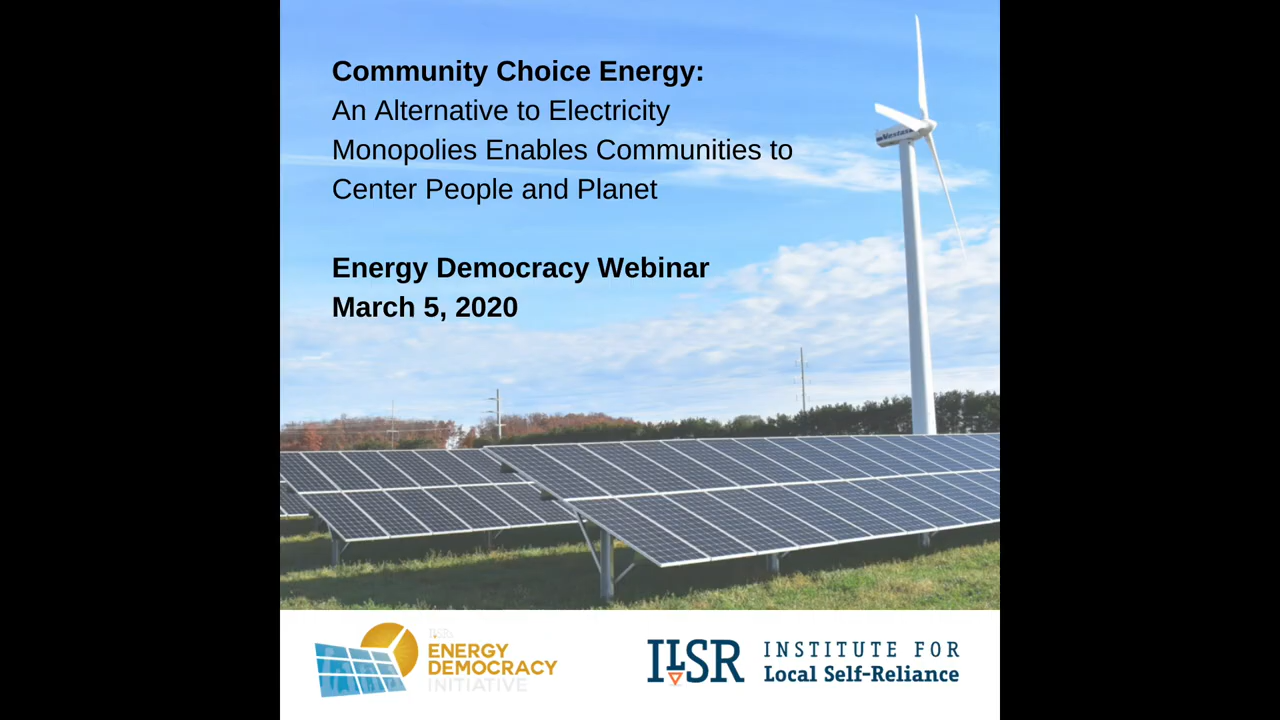 Community Choice Energy:
An Alternative to Electricity
Monopolies Enables Communities to
Center People and Planet
Energy Democracy Webinar
March 5, 2020
ILSR
ENERGY
DEMOCRACY
INITIATIVE
ILSR
INSTITUTE FOR
Local Self-Reliance